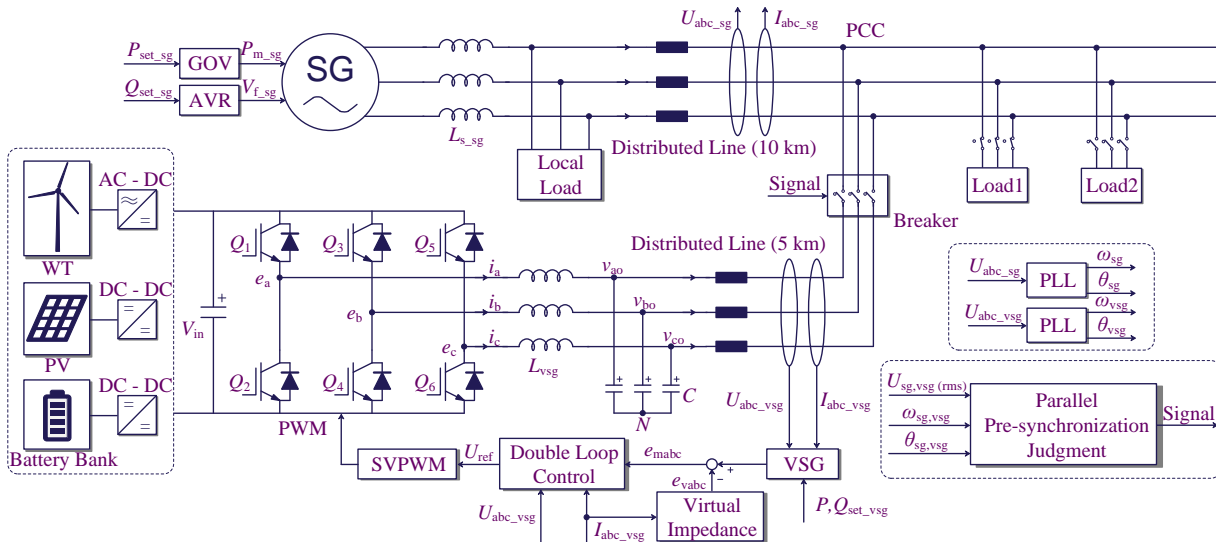 U_abc_sg
I_abc_sg
PCC
P_set_sg
GOV
P_m_sg
SG
Q_set_sg
AVR
V_f_sg
L_s_sg
Local
Load
Distributed Line (10 km)
Signal
Breaker
Load1
Load2
AC - DC
WT
DC - DC
PV
DC - DC
Battery Bank
V_in
+
Q_1
Q_3
Q_5
e_a
e_b
e_c
Q_2
Q_4
Q_6
i_a
i_b
i_c
L_vsg
v_ao
v_bo
v_co
Distributed Line (5 km)
+
+
+
C
N
U_abc_vsg
I_abc_vsg
U_abc_sg
PLL
ω_sg
θ_sg
U_abc_vsg
PLL
ω_vsg
θ_vsg
U_sg,vsg (rms)
ω_sg,vsg
θ_sg,vsg
Parallel
Pre-synchronization
Judgment
Signal
PWM
SVPWM
U_ref
Double Loop
Control
e_mabc
+
−
e_vabc
VSG
Virtual
Impedance
U_abc_vsg
I_abc_vsg
P,Q_set_vsg